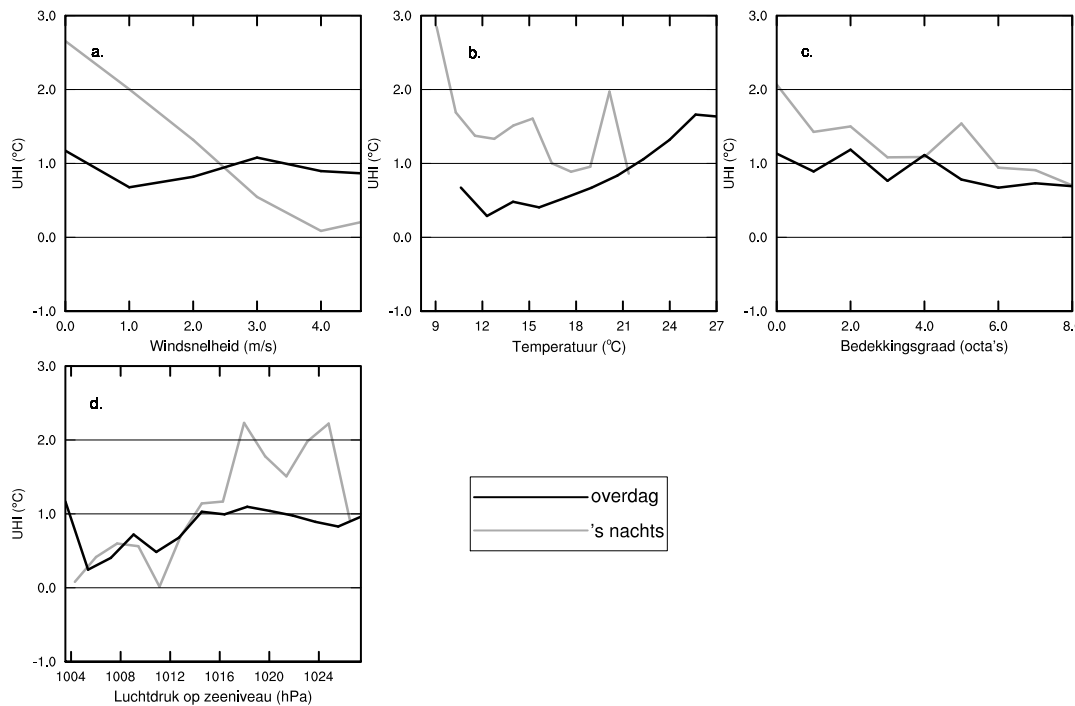 3.0
2.0
1.0
0.0
-1.0
UHI (°C)
a.
0.0 1.0 2.0 3.0 4.0
Windsnelheid (m/s)
3.0
2.0
1.0
0.0
-1.0
UHI (°C)
b.
9 12 15 18 21 24 27
Temperatuur (°C)
3.0
2.0
1.0
0.0
-1.0
UHI (°C)
c.
0.0 2.0 4.0 6.0 8.0
Bedekkingsgraad (octa's)
3.0
2.0
1.0
0.0
-1.0
UHI (°C)
d.
1004 1008 1012 1016 1020 1024
Luchtdruk op zeeniveau (hPa)
overdag
's nachts